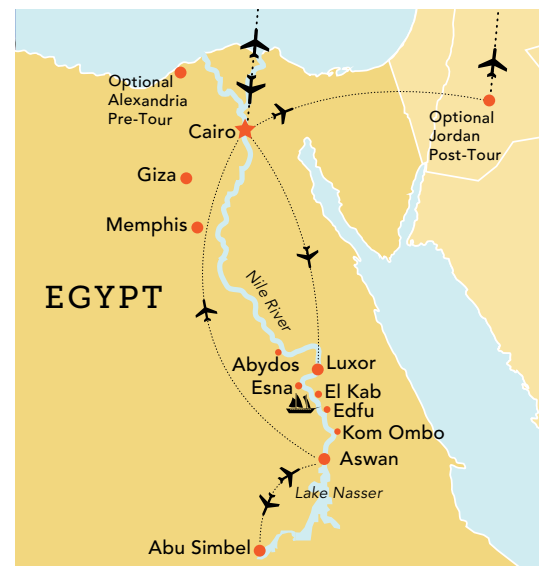 Optional
Alexandria
Pre-Tour
Optional
Jordan
Post-Tour
Cairo
Giza
Memphis
EGYPT
Nile River
Abydos
Luxor
Esna
El Kab
Edfu
Kom Ombo
Aswan
Lake Nasser
Abu Simbel